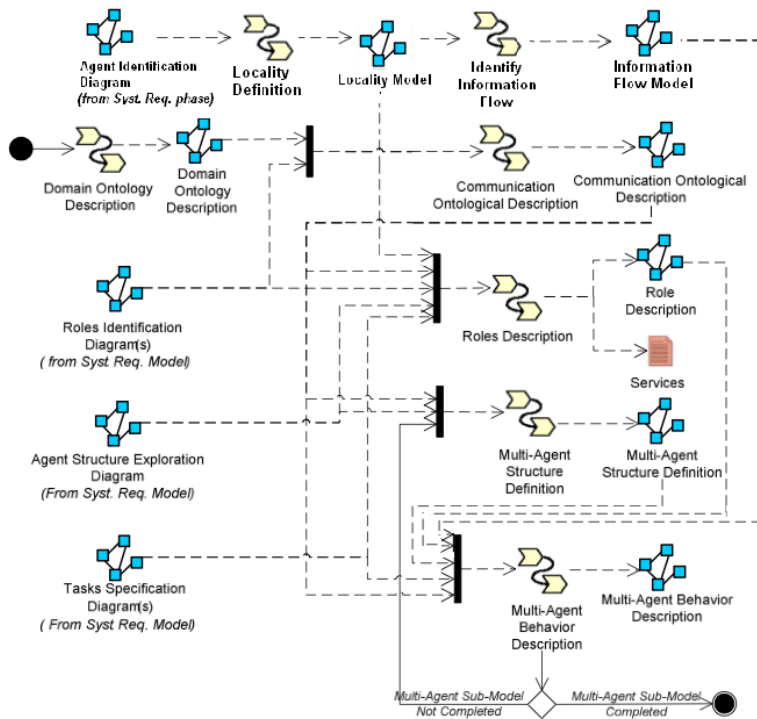 Agent Identification
Diagram
(from Syst. Req. phase)
Locality
Definition
Locality Model
Identify
Information
Flow
Information
Flow Model
Domain Ontology
Description
Domain
Ontology
Description
Communication
Ontological Description
Communication Ontological
Description
Roles Identification
Diagram(s)
( from Syst Req. Model)
Roles Description
Role
Description
Services
Agent Structure Exploration
Diagram
(From Syst. Req. Model)
Multi-Agent
Structure
Definition
Multi-Agent
Structure Definition
Tasks Specification
Diagram(s)
( From Syst Req. Model)
Multi-Agent
Behavior
Description
Multi-Agent Behavior
Description
Multi-Agent Sub-Model
Not Completed
Multi-Agent Sub-Model
Completed